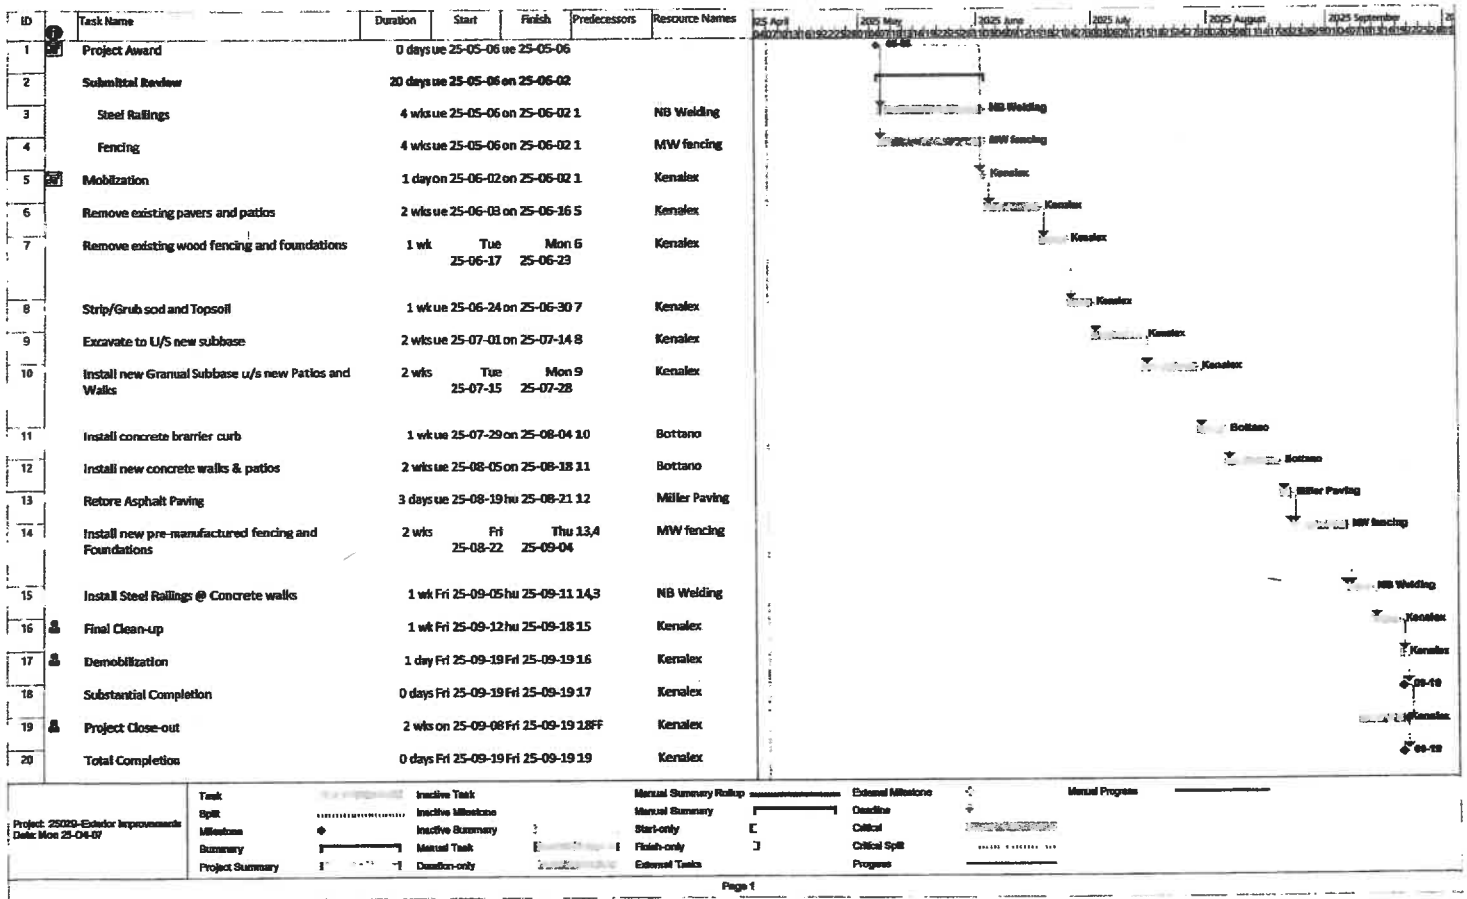 ID Task Name Duration Start Finish Predecessors Resource Names
025 April 2025 May 2025 June 2025 July 2025 August 2025 September
1 Project Award 0 days ue 25-05-06 ue 25-05-06
2 Submittal Review 20 days ue 25-05-06 on 25-06-02
3 Steel Railings 4 wks ue 25-05-06 on 25-06-02 1 NB Welding NB Welding
4 Fencing 4 wks ue 25-05-06 on 25-06-02 1 MW fencing MW fencing
5 Mobilzation 1 day on 25-06-02 on 25-06-02 1 Kenalex Kenalex
6 Remove existing pavers and patios 2 wks ue 25-06-03 on 25-06-16 5 Kenalex Kenalex
7 Remove existing wood fencing and foundations 1 wk Tue Mon 6 Kenalex Kenalex
25-06-17 25-06-23
8 Strip/Grub sod and Topsoil 1 wk ue 25-06-24 on 25-06-30 7 Kenalex Kenalex
9 Excavate to U/S new subbase 2 wks ue 25-07-01 on 25-07-14 8 Kenalex Kenalex
10 Install new Granual Subbase u/s new Patios and 2 wks Tue Mon 9 Kenalex Kenalex
Walks 25-07-15 25-07-28
11 Install concrete brarrier curb 1 wk ue 25-07-29 on 25-08-04 10 Bottano Bottano
12 Install new concrete walks & patios 2 wks ue 25-08-05 on 25-08-18 11 Bottano Bottano
13 Retore Asphalt Paving 3 days ue 25-08-19 hu 25-08-21 12 Miller Paving Miller Paving
14 Install new pre-manufactured fencing and 2 wks Fri Thu 13,4 MW fencing MW fencing
Foundations 25-08-22 25-09-04
15 Install Steel Railings @ Concrete walks 1 wk Fri 25-09-05 hu 25-09-11 14,3 NB Welding NB Welding
16 Final Clean-up 1 wk Fri 25-09-12 hu 25-09-18 15 Kenalex Kenalex
17 Demobilization 1 day Fri 25-09-19 Fri 25-09-19 16 Kenalex Kenalex
18 Substantial Completion 0 days Fri 25-09-19 Fri 25-09-19 17 Kenalex 09-19
19 Project Close-out 2 wks on 25-09-08 Fri 25-09-19 18FF Kenalex Kenalex
20 Total Completion 0 days Fri 25-09-19 Fri 25-09-19 19 Kenalex 09-19
Project: 25029-Exterior Improvements
Date: Mon 25-04-07
Task Inactive Task Manual Summary Rollup External Milestone Manual Progress
Split Inactive Milestone Manual Summary Deadline
Milestone Inactive Summary Start-only Critical
Summary Manual Task Finish-only Critical Split
Project Summary Duration-only External Tasks Progress
Page 1